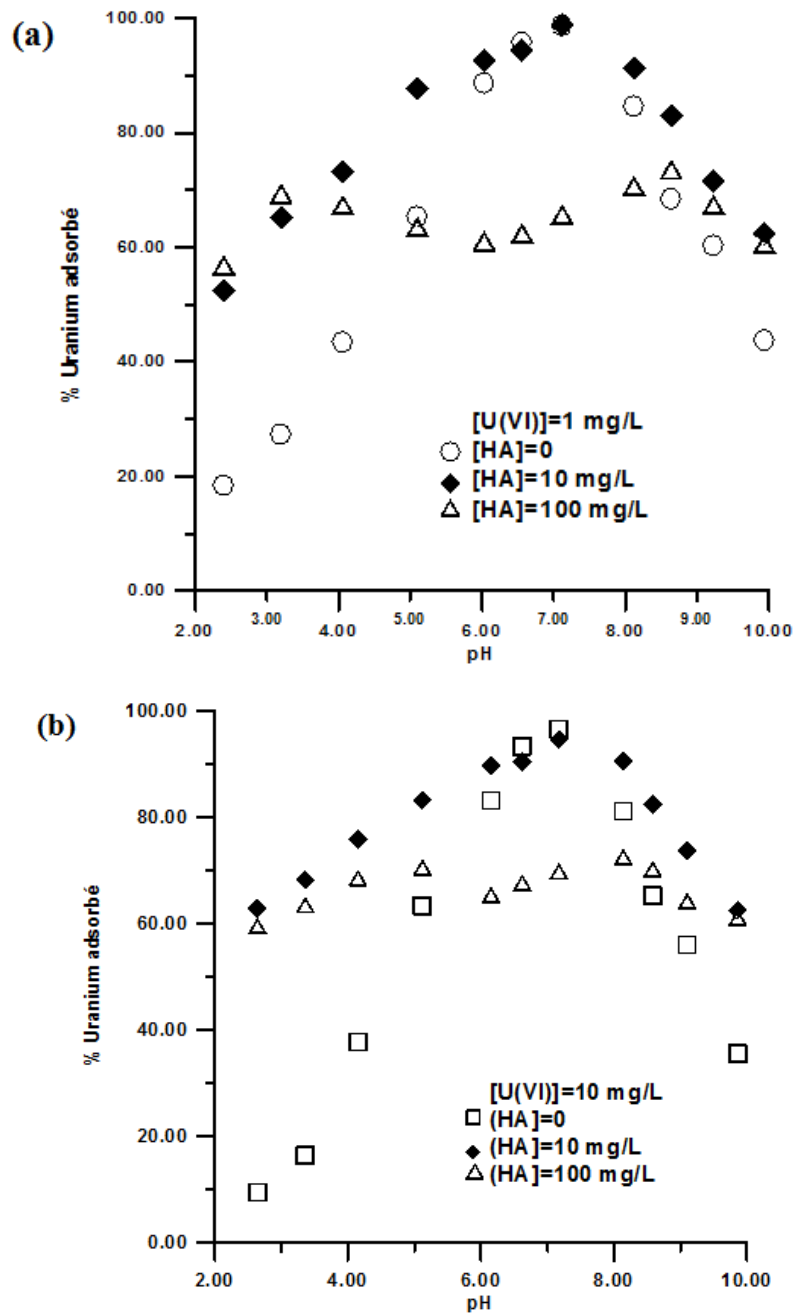 (a)
% Uranium adsorbé
100.00
80.00
60.00
40.00
20.00
0.00
[U(VI)]=1 mg/L
[HA]=0
[HA]=10 mg/L
[HA]=100 mg/L
2.00 3.00 4.00 5.00 6.00 7.00 8.00 9.00 10.00
pH
(b)
% Uranium adsorbé
100.00
80.00
60.00
40.00
20.00
0.00
[U(VI)]=10 mg/L
(HA]=0
(HA]=10 mg/L
(HA]=100 mg/L
2.00 4.00 6.00 8.00 10.00
pH